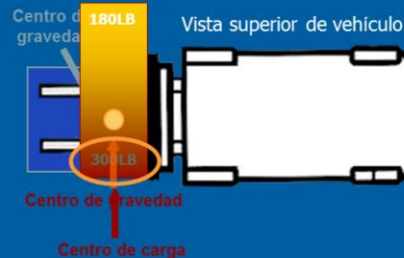 Centro d
graveda
180LB
Vista superior de vehículo
300LB
Centro de gravedad
Centro de carga